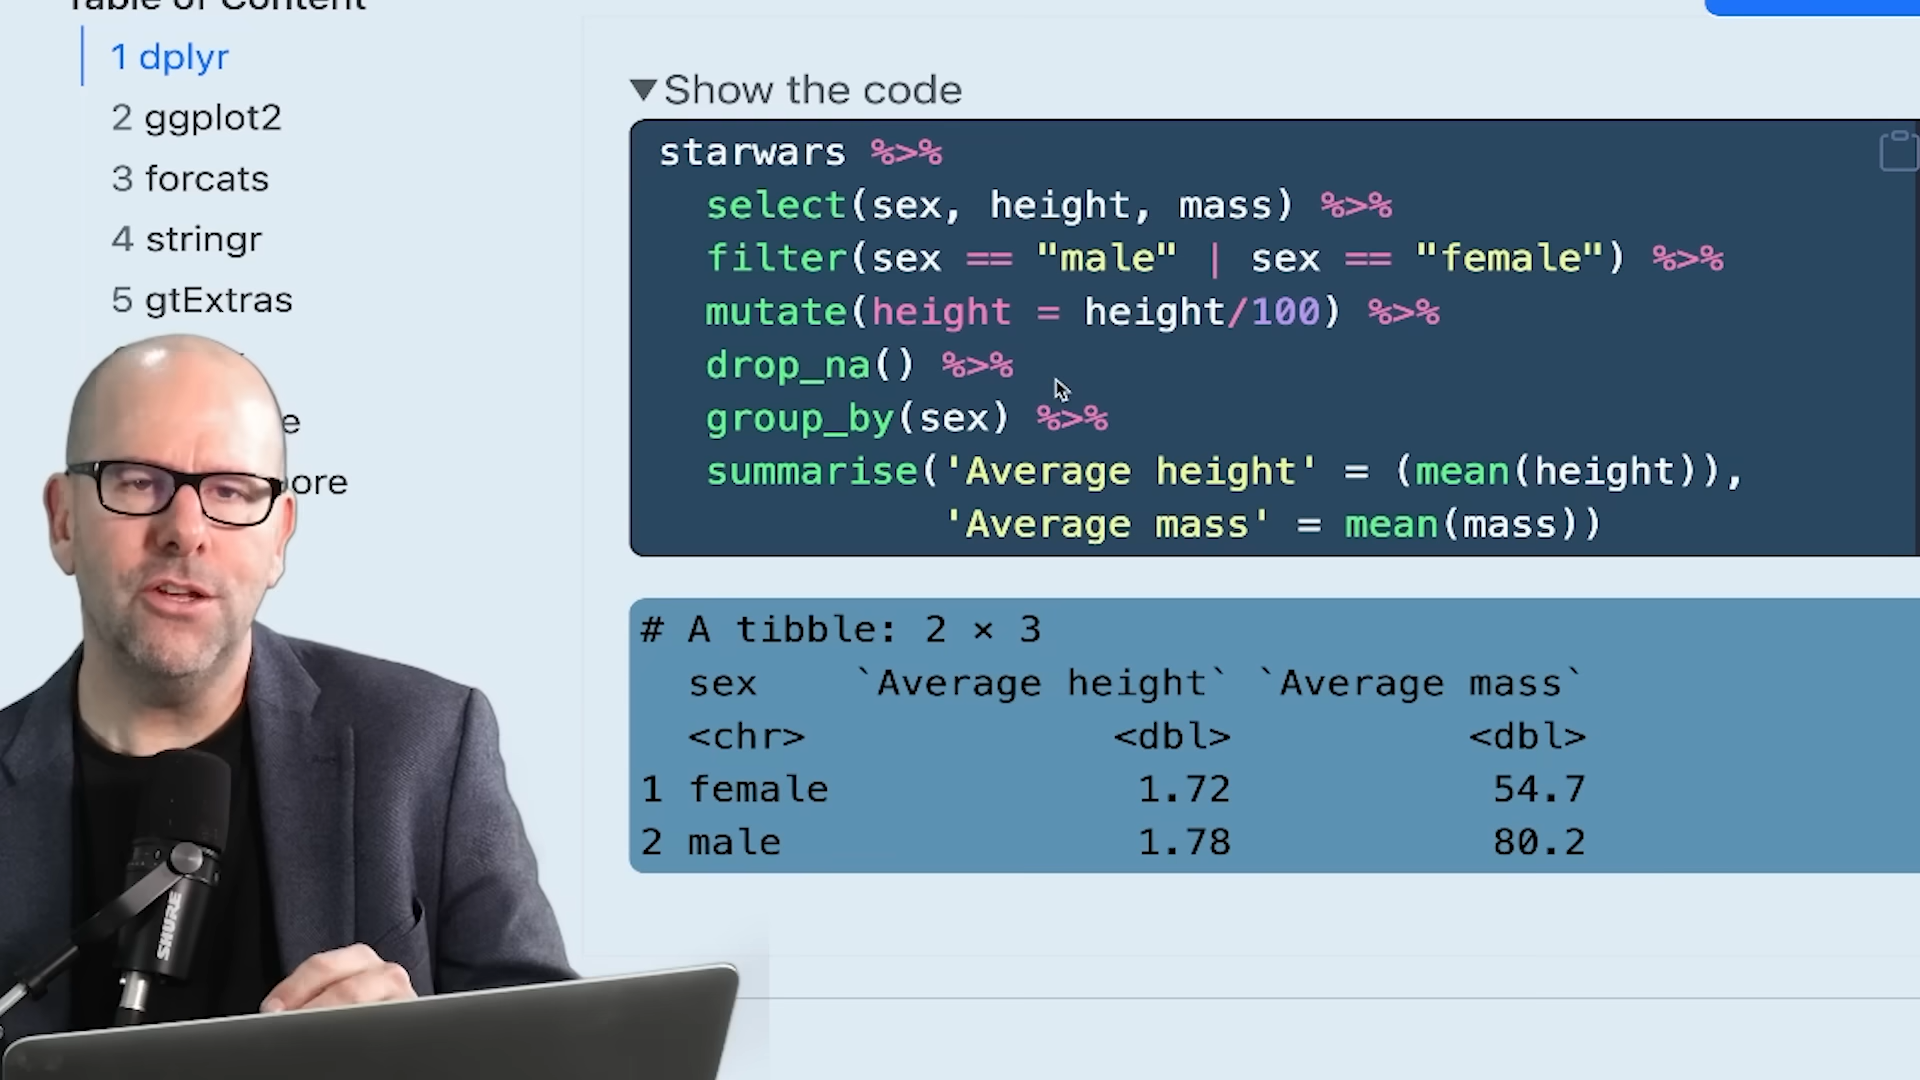 Table of Content
1 dplyr
2 ggplot2
3 forcats
4 stringr
5 gtExtras
▼Show the code
starwars %>%
select(sex, height, mass) %>%
filter(sex == "male" | sex == "female") %>%
mutate(height = height/100) %>%
drop_na() %>%
group_by(sex) %>%
summarise('Average height' = (mean(height)),
'Average mass' = mean(mass))
# A tibble: 2 × 3
sex `Average height` `Average mass`
<chr> <dbl> <dbl>
1 female 1.72 54.7
2 male 1.78 80.2
SHURE